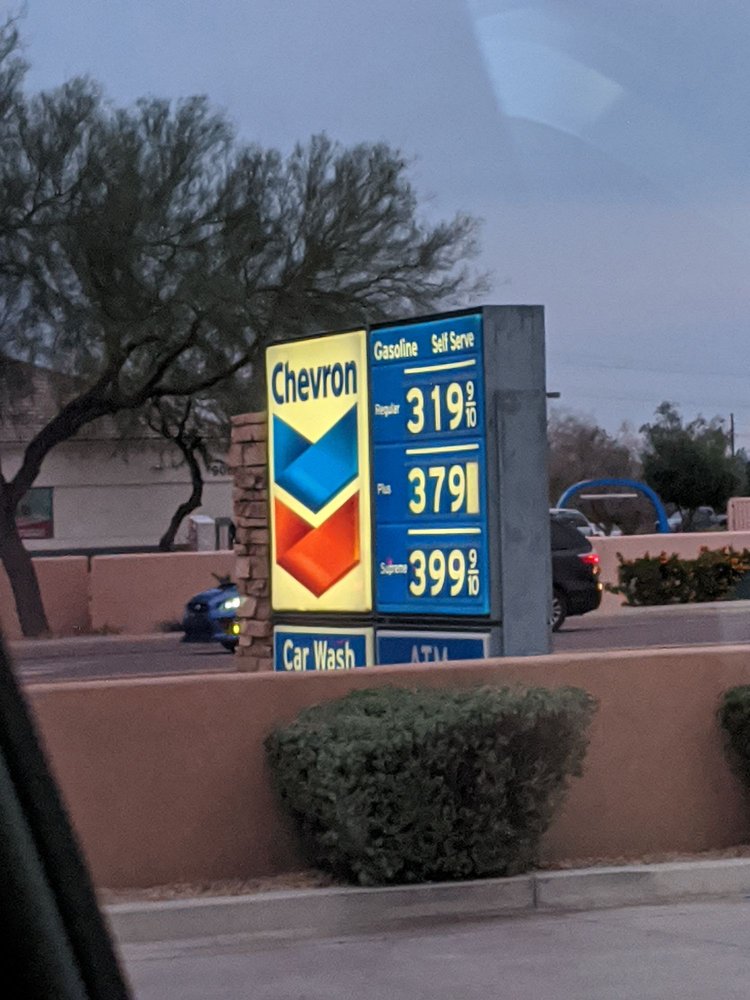 Chevron
Gasoline Self Serve
Regular 319 9/10
Plus 379
Supreme 399 9/10
Car Wash
ATM